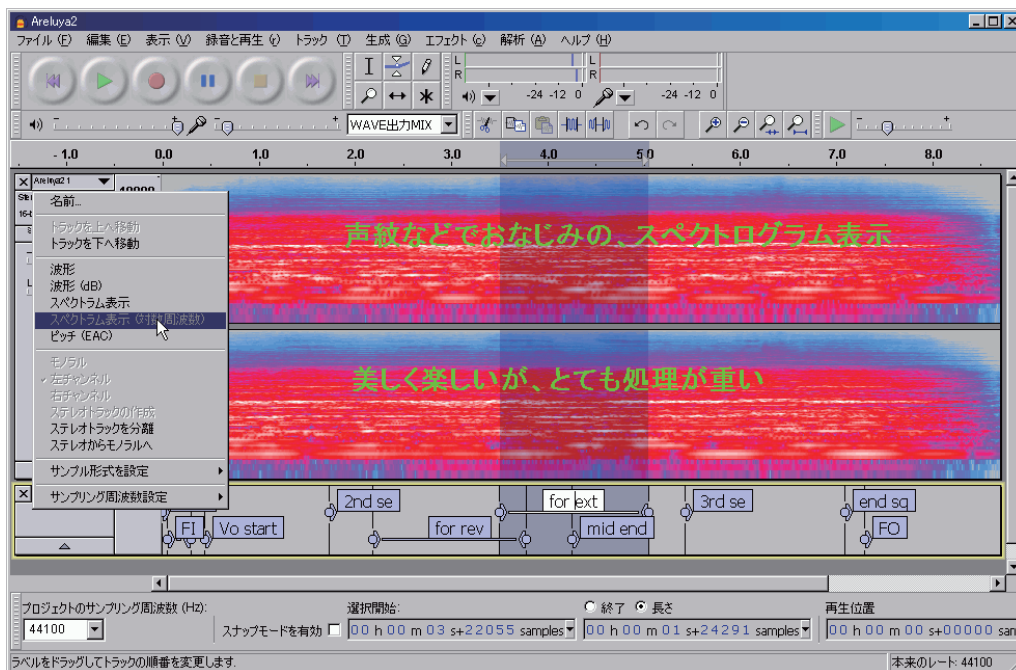 Areluya2
ファイル (F) 編集 (E) 表示 (V) 録音と再生 (r) トラック (T) 生成 (G) エフェクト (c) 解析 (A) ヘルプ (H)
L
R
-24 -12 0
L
R
-24 -12 0
WAVE出力MIX
- 1.0 0.0 1.0 2.0 3.0 4.0 5.0 6.0 7.0 8.0
Areluya2 1
名前...
トラックを上へ移動
トラックを下へ移動
波形
波形 (dB)
スペクトラム表示
スペクトラム表示 (対数周波数)
ピッチ (EAC)
モノラル
左チャンネル
右チャンネル
ステレオトラックの作成
ステレオトラックを分離
ステレオからモノラルへ
サンプル形式を設定
サンプリング周波数設定
声紋などでおなじみの、スペクトログラム表示
美しく楽しいが、とても処理が重い
2nd se for ext 3rd se end sq
FI Vo start for rev mid end FO
プロジェクトのサンプリング周波数 (Hz):
44100
スナップモードを有効
選択開始:
00 h 00 m 03 s+22055 samples
終了 長さ
00 h 00 m 01 s+24291 samples
再生位置
00 h 00 m 00 s+00000 sam
ラベルをドラッグしてトラックの順番を変更します.
本来のレート: 44100